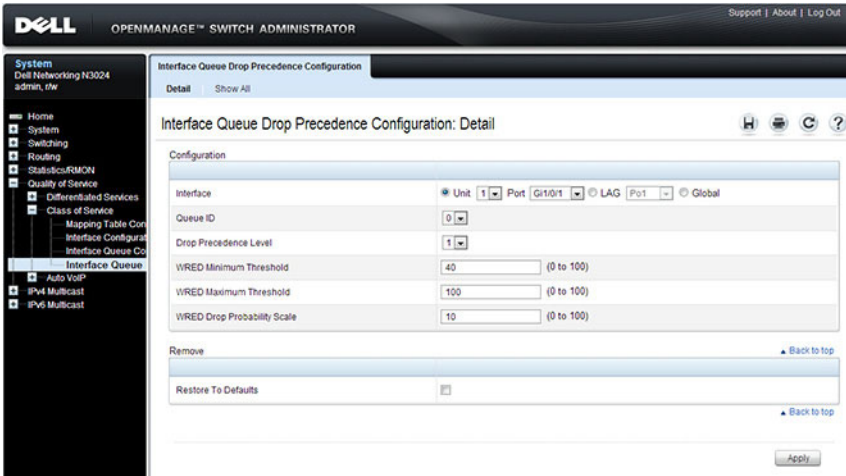 Support | About | Log Out
DELL OPENMANAGE™ SWITCH ADMINISTRATOR
System
Dell Networking N3024
admin, r/w
Home
System
Switching
Routing
Statistics/RMON
Quality of Service
Differentiated Services
Class of Service
Mapping Table Con
Interface Configurat
Interface Queue Co
Interface Queue
Auto VoIP
IPv4 Multicast
IPv6 Multicast
Interface Queue Drop Precedence Configuration
Detail Show All
Interface Queue Drop Precedence Configuration: Detail
Configuration
Interface Unit 1 Port Gi1/0/1 LAG Po1 Global
Queue ID 0
Drop Precedence Level 1
WRED Minimum Threshold 40 (0 to 100)
WRED Maximum Threshold 100 (0 to 100)
WRED Drop Probability Scale 10 (0 to 100)
Remove Back to top
Restore To Defaults
Back to top
Apply